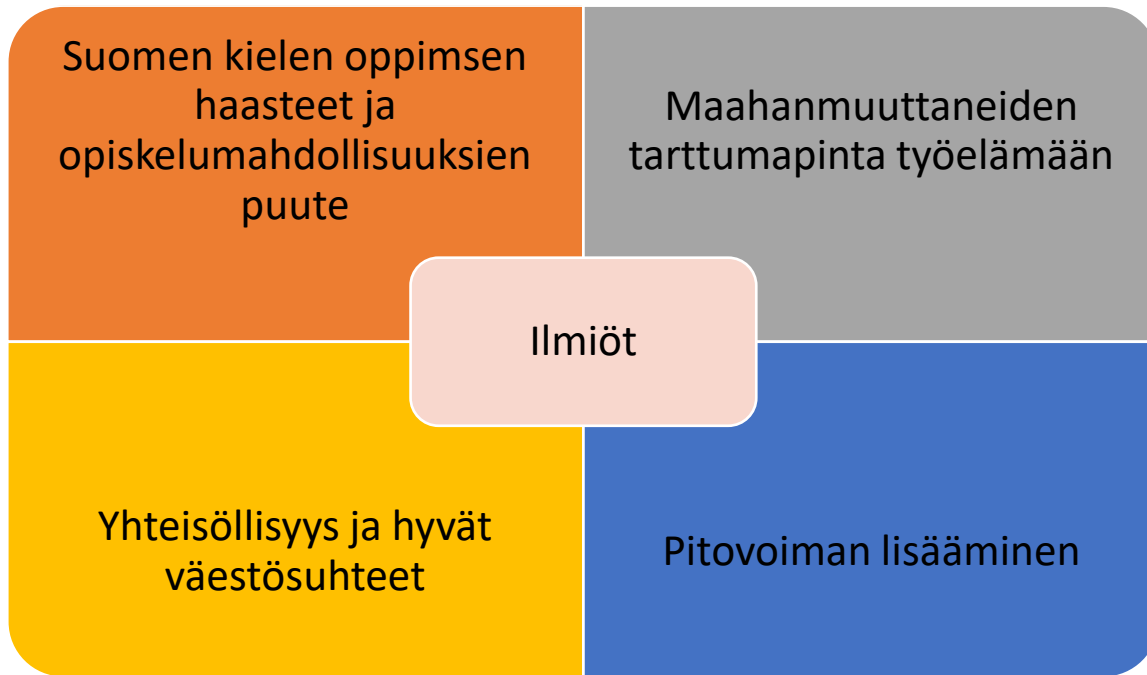 Suomen kielen oppimsen
haasteet ja
opiskelumahdollisuuksien
puute
Maahanmuuttaneiden
tarttumapinta työelämään
Ilmiöt
Yhteisöllisyys ja hyvät
väestösuhteet
Pitovoiman lisääminen